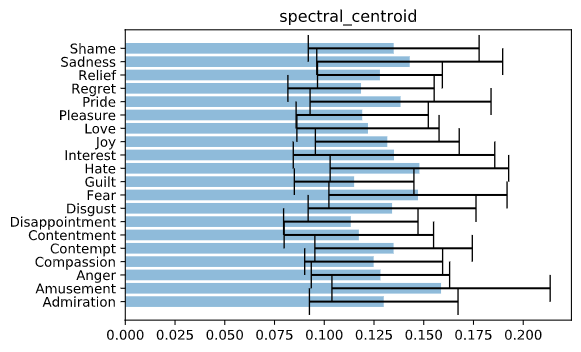 spectral_centroid
Shame
Sadness
Relief
Regret
Pride
Pleasure
Love
Joy
Interest
Hate
Guilt
Fear
Disgust
Disappointment
Contentment
Contempt
Compassion
Anger
Amusement
Admiration
0.000 0.025 0.050 0.075 0.100 0.125 0.150 0.175 0.200